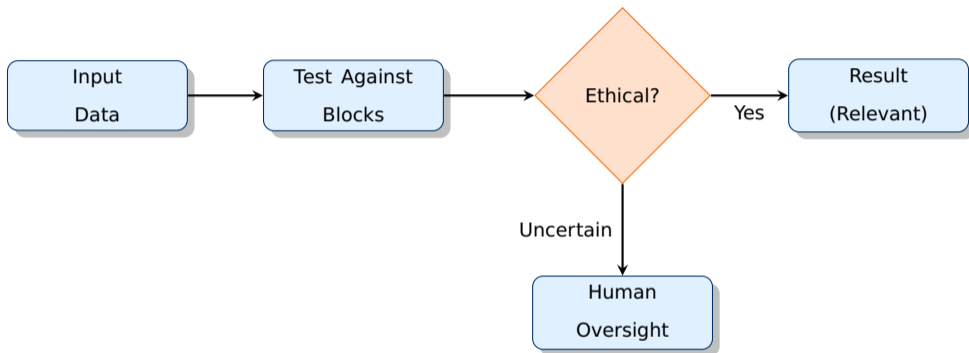 Input
Data
Test Against
Blocks
Ethical?
Yes
Result
(Relevant)
Uncertain
Human
Oversight